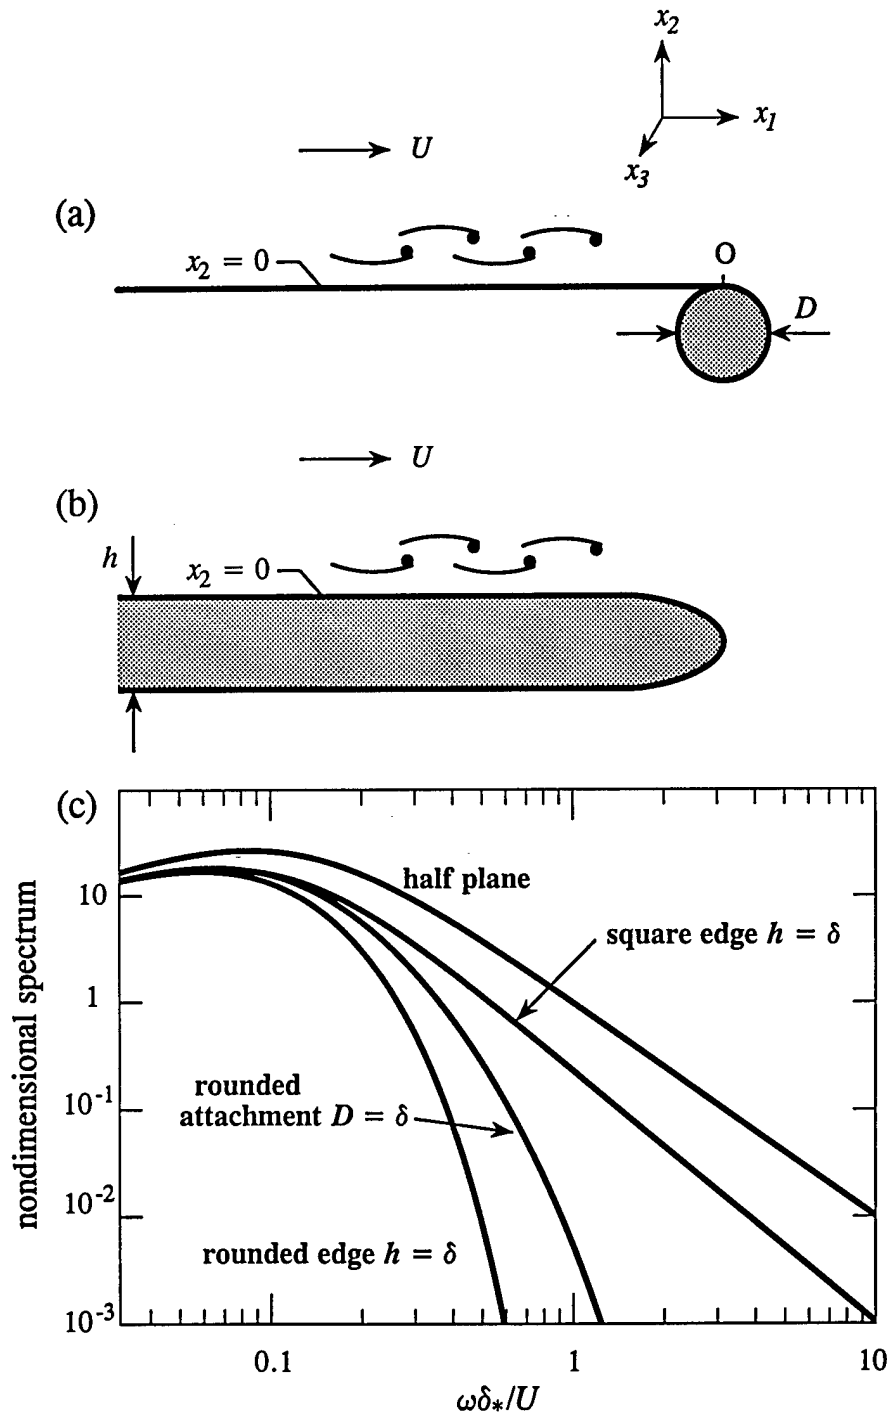 x₂
x₁
x₃
U
(a)
x₂ = 0
O
D
U
(b)
h
x₂ = 0
(c)
half plane
square edge h = δ
rounded
attachment D = δ
rounded edge h = δ
nondimensional spectrum
10
1
10⁻¹
10⁻²
10⁻³
0.1
1
10
ωδ*/U